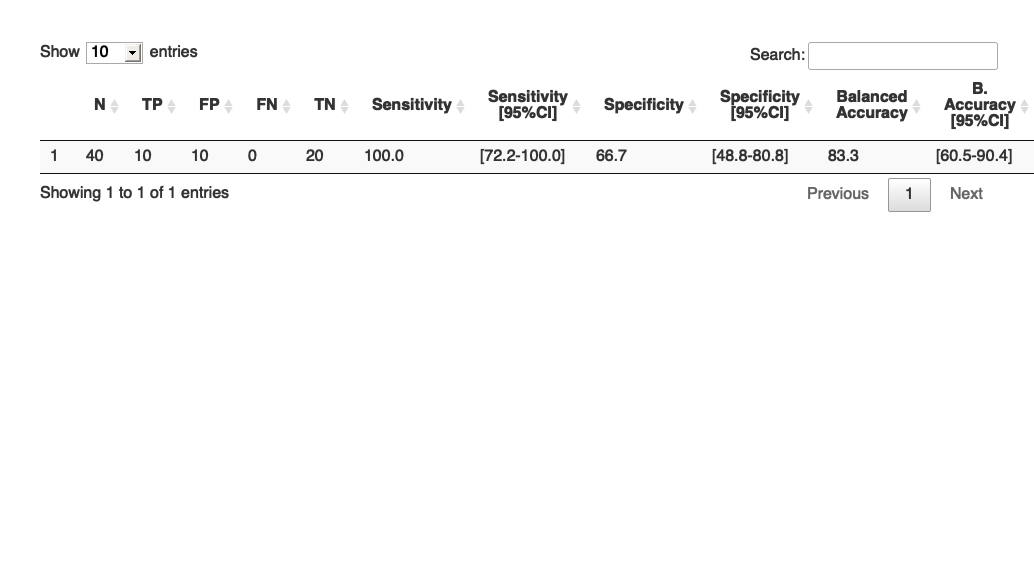 Show 10 entries
Search:
N TP FP FN TN Sensitivity Sensitivity [95%CI] Specificity Specificity [95%CI] Balanced Accuracy B. Accuracy [95%CI]
1 40 10 10 0 20 100.0 [72.2-100.0] 66.7 [48.8-80.8] 83.3 [60.5-90.4]
Showing 1 to 1 of 1 entries
Previous 1 Next